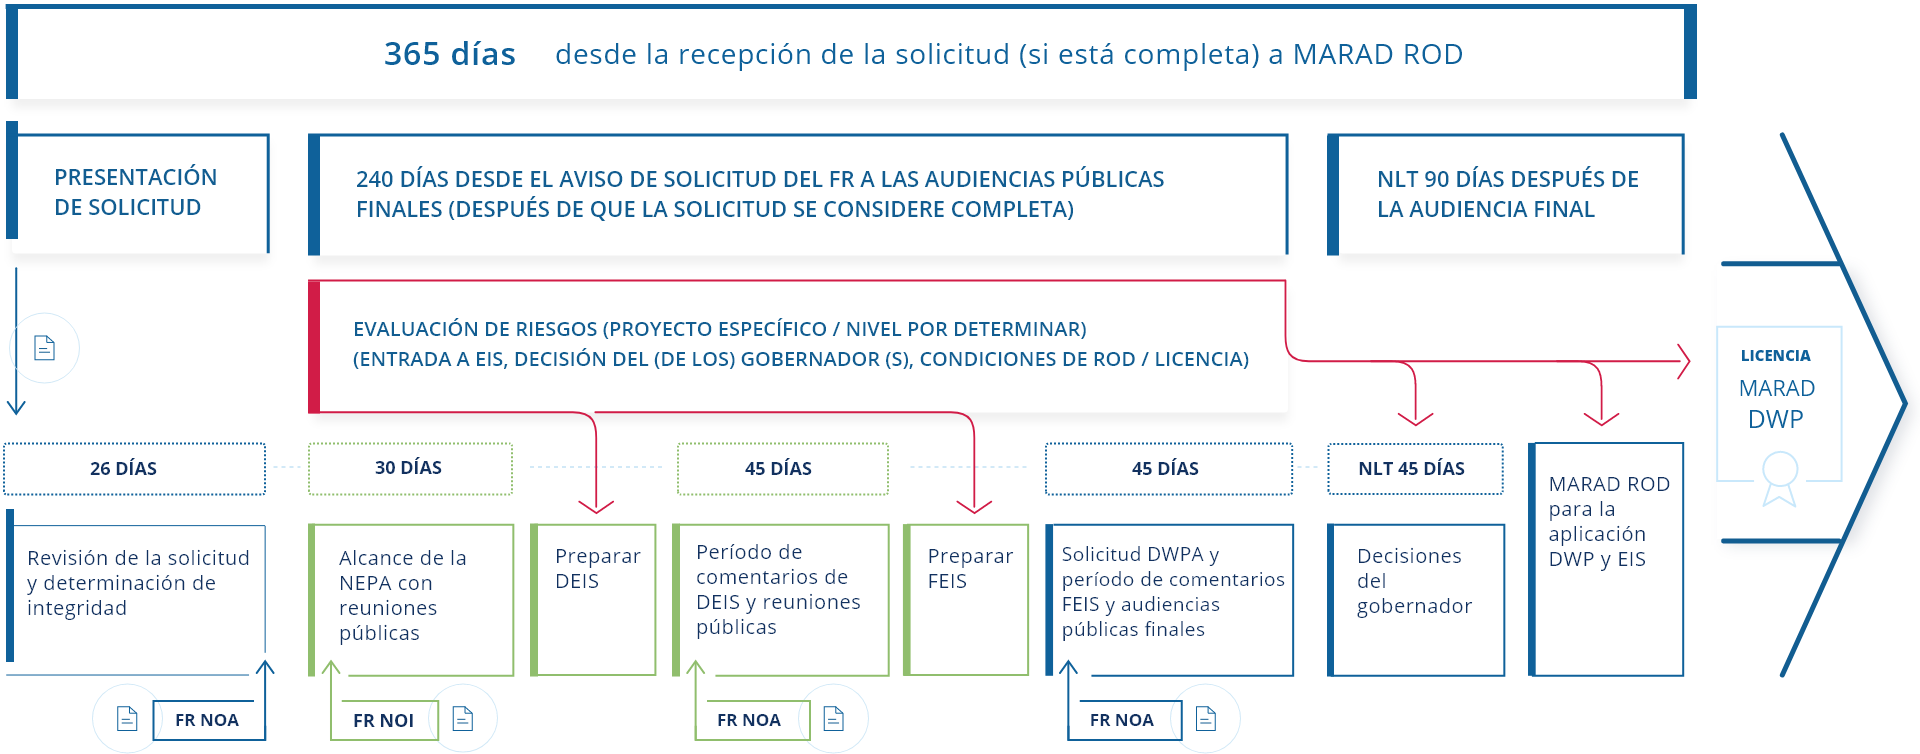 365 días desde la recepción de la solicitud (si está completa) a MARAD ROD
PRESENTACIÓN
DE SOLICITUD
240 DÍAS DESDE EL AVISO DE SOLICITUD DEL FR A LAS AUDIENCIAS PÚBLICAS
FINALES (DESPUÉS DE QUE LA SOLICITUD SE CONSIDERE COMPLETA)
NLT 90 DÍAS DESPUÉS DE
LA AUDIENCIA FINAL
EVALUACIÓN DE RIESGOS (PROYECTO ESPECÍFICO / NIVEL POR DETERMINAR)
(ENTRADA A EIS, DECISIÓN DEL (DE LOS) GOBERNADOR (S), CONDICIONES DE ROD / LICENCIA)
26 DÍAS
30 DÍAS
45 DÍAS
45 DÍAS
NLT 45 DÍAS
Revisión de la solicitud
y determinación de
integridad
Alcance de la
NEPA con
reuniones
públicas
Preparar
DEIS
Período de
comentarios de
DEIS y reuniones
públicas
Preparar
FEIS
Solicitud DWPA y
período de comentarios
FEIS y audiencias
públicas finales
Decisiones
del
gobernador
MARAD ROD
para la
aplicación
DWP y EIS
LICENCIA
MARAD
DWP
FR NOA
FR NOI
FR NOA
FR NOA